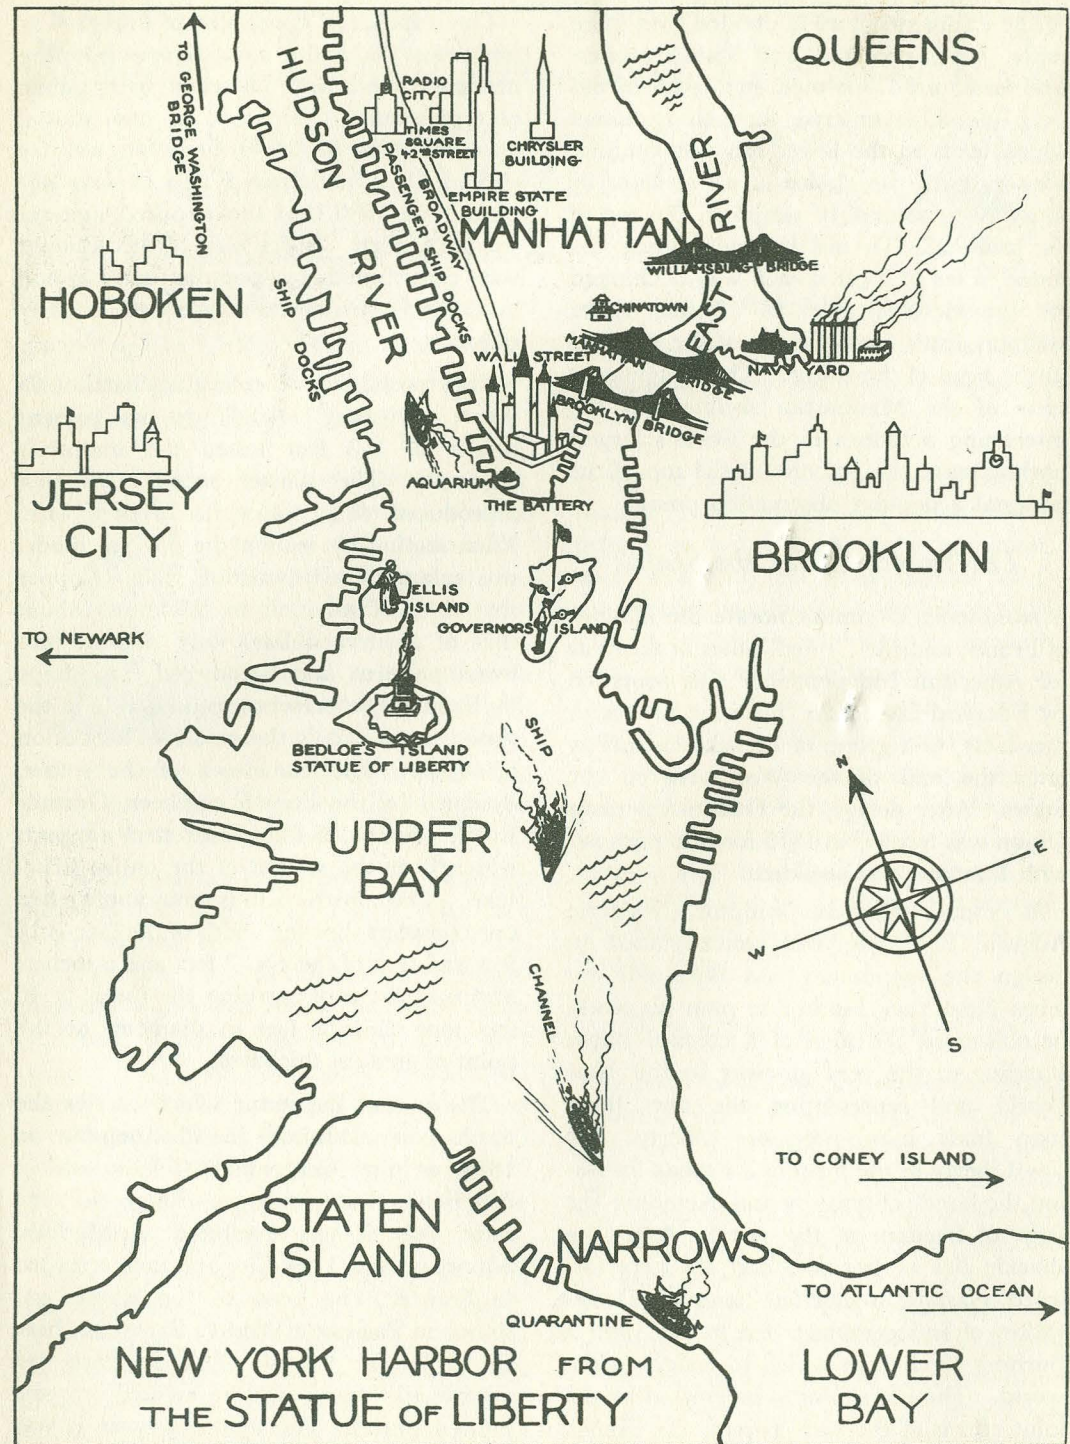 TO GEORGE WASHINGTON
BRIDGE
HUDSON
RIVER
RADIO
CITY
TIMES
SQUARE
42ND STREET
CHRYSLER
BUILDING
EMPIRE STATE
BUILDING
QUEENS
PASSENGER SHIP DOCKS
BROADWAY
MANHATTAN
EAST
RIVER
WILLIAMSBURG BRIDGE
HOBOKEN
SHIP
DOCKS
CHINATOWN
MANHATTAN
BRIDGE
NAVY YARD
WALL STREET
BROOKLYN
BRIDGE
JERSEY
CITY
AQUARIUM
THE BATTERY
BROOKLYN
ELLIS
ISLAND
GOVERNORS ISLAND
TO NEWARK
BEDLOE'S ISLAND
STATUE OF LIBERTY
SHIP
CHANNEL
UPPER
BAY
N
E
W
S
TO CONEY ISLAND
STATEN
ISLAND
NARROWS
TO ATLANTIC OCEAN
QUARANTINE
NEW YORK HARBOR FROM
THE STATUE OF LIBERTY
LOWER
BAY